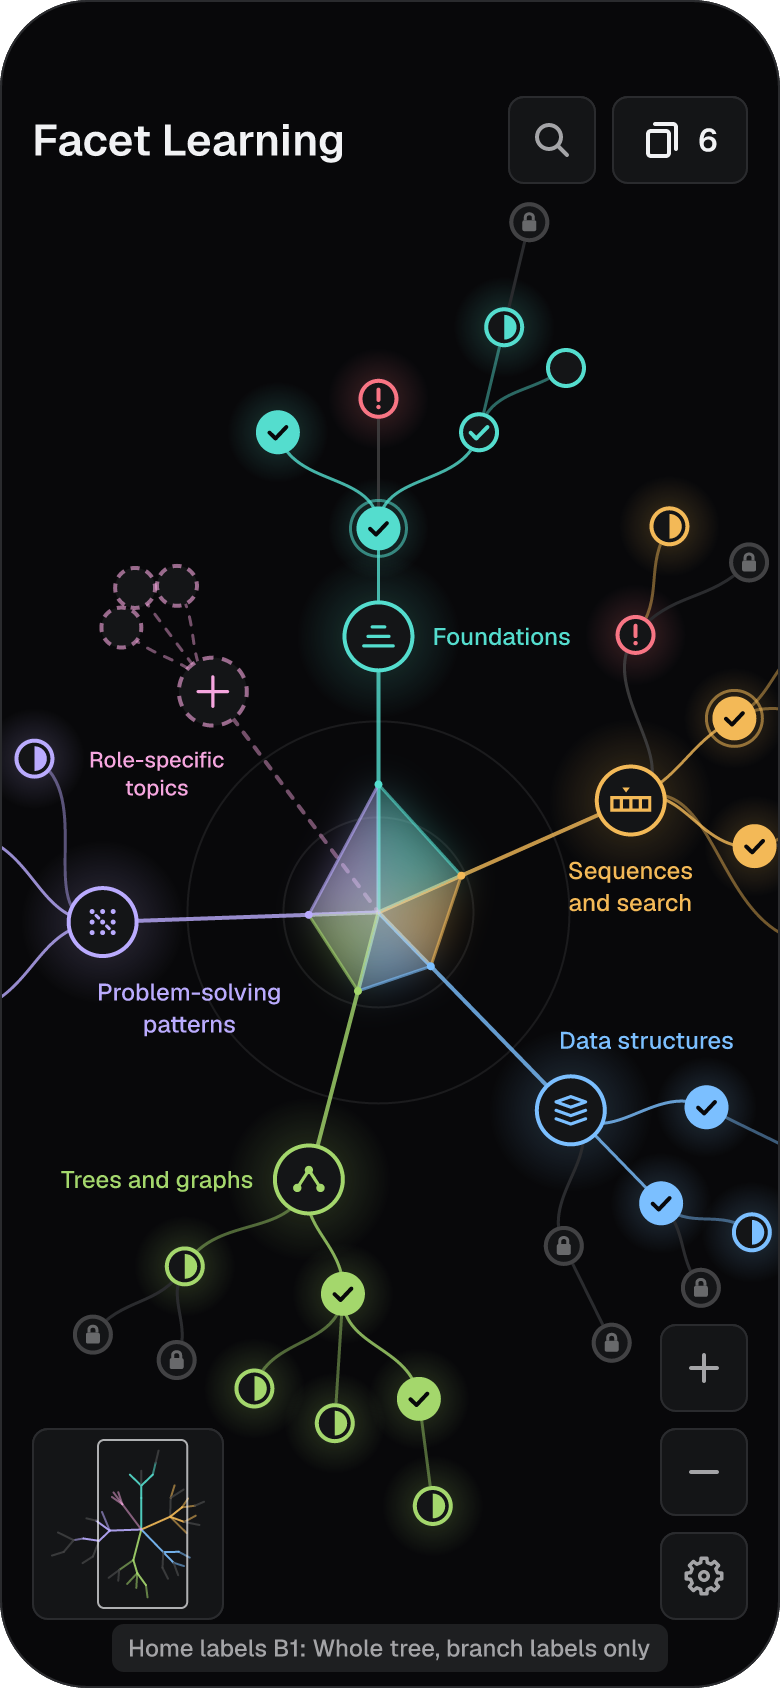 Facet Learning
6
Foundations
Role-specific
topics
Sequences
and search
Problem-solving
patterns
Data structures
Trees and graphs
Home labels B1: Whole tree, branch labels only